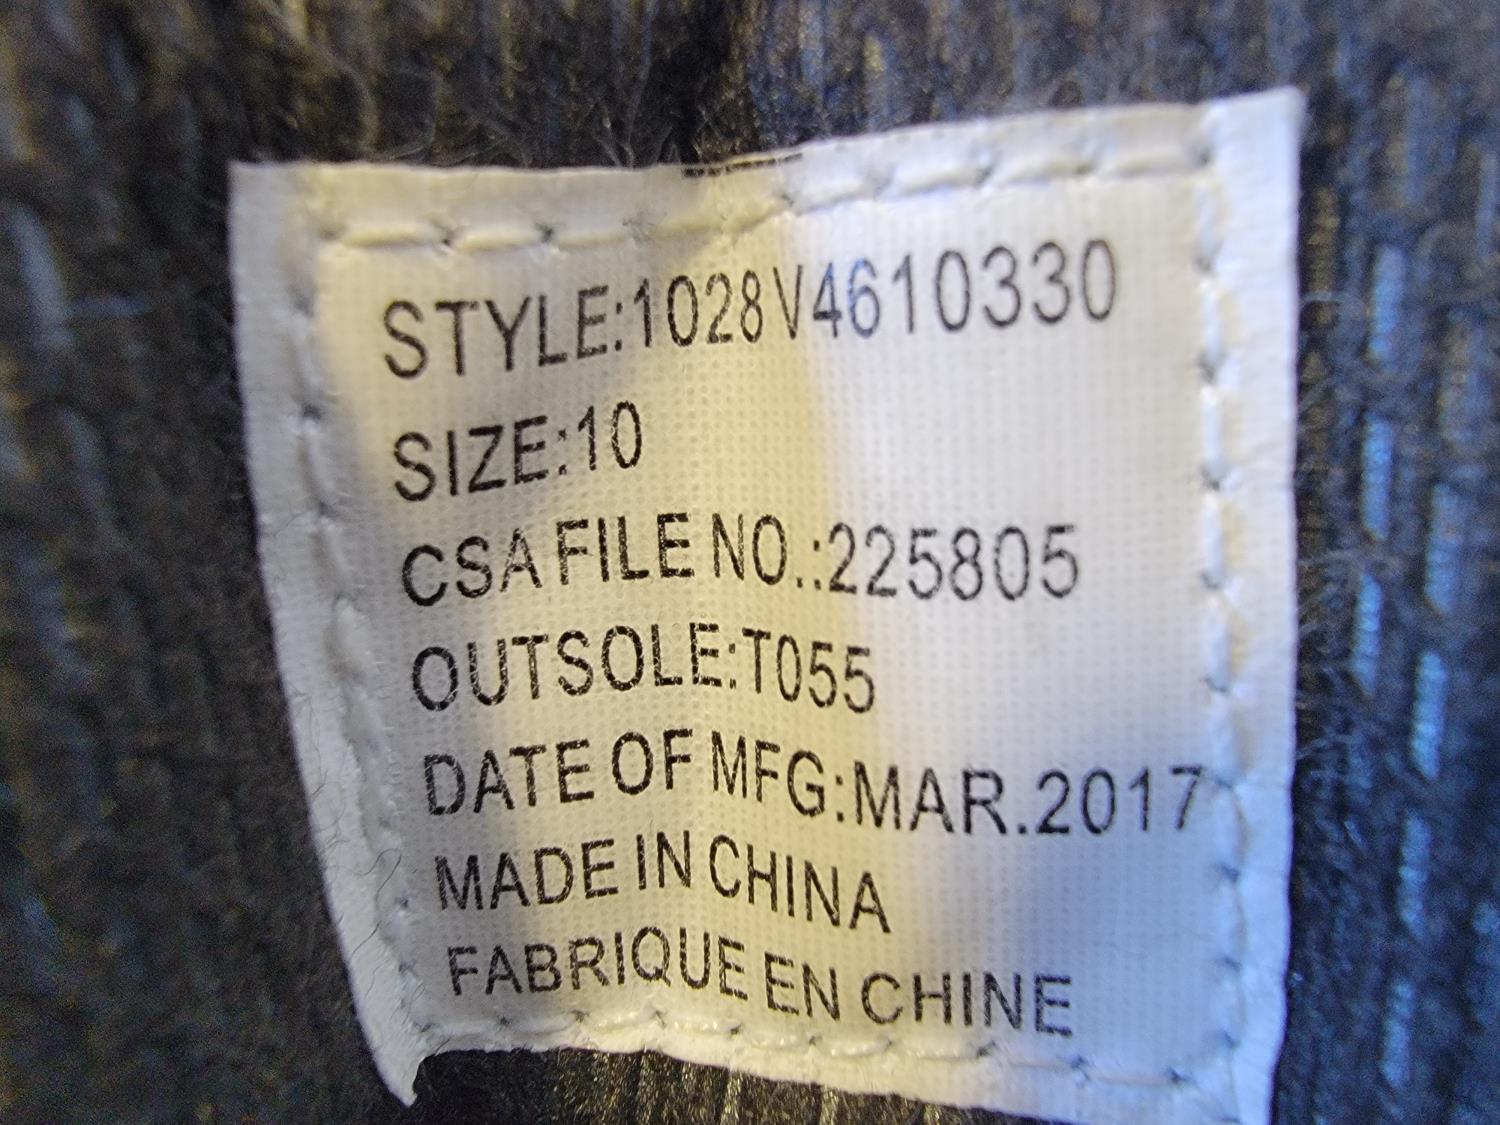 STYLE:1028V4610330
SIZE:10
CSA FILE NO.:225805
OUTSOLE:T055
DATE OF MFG:MAR.2017
MADE IN CHINA
FABRIQUE EN CHINE